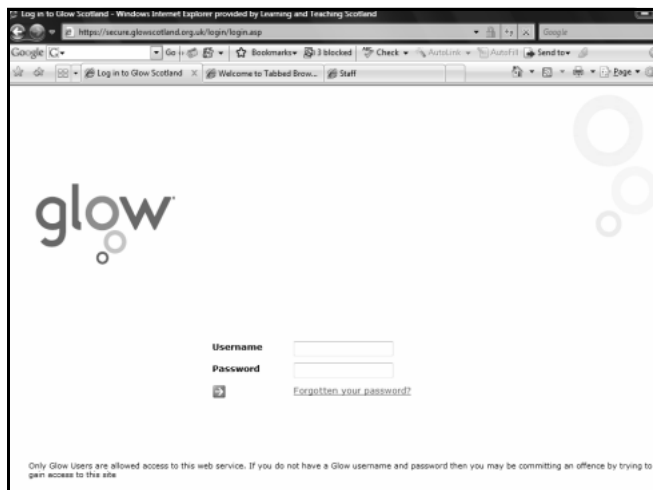 Log in to Glow Scotland - Windows Internet Explorer provided by Learning and Teaching Scotland
https://secure.glowscotland.org.uk/login/login.asp Google
Google G Go Bookmarks 3 blocked Check AutoLink AutoFill Send to
Log in to Glow Scotland Welcome to Tabbed Brow... Staff Page
glow
Username
Password
Forgotten your password?
Only Glow Users are allowed access to this web service. If you do not have a Glow username and password then you may be committing an offence by trying to
gain access to this site